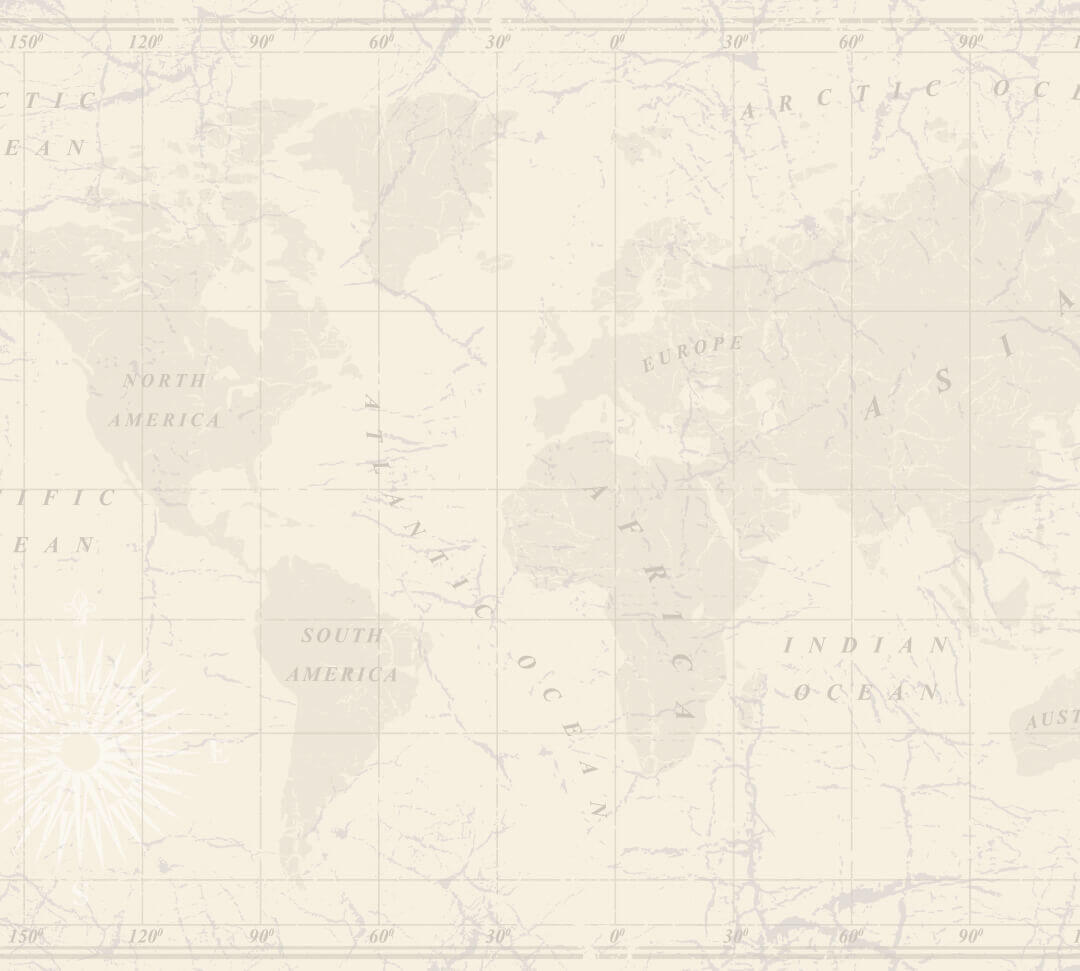 150⁰ 120⁰ 90⁰ 60⁰ 30⁰ 0⁰ 30⁰ 60⁰ 90⁰
CTIC
EAN
ARCTIC OCE
NORTH
AMERICA
EUROPE
ASIA
ATLANTIC OCEAN
AFRICA
IFIC
EAN
SOUTH
AMERICA
INDIAN
OCEAN
AUST
E
S
150⁰ 120⁰ 90⁰ 60⁰ 30⁰ 0⁰ 30⁰ 60⁰ 90⁰